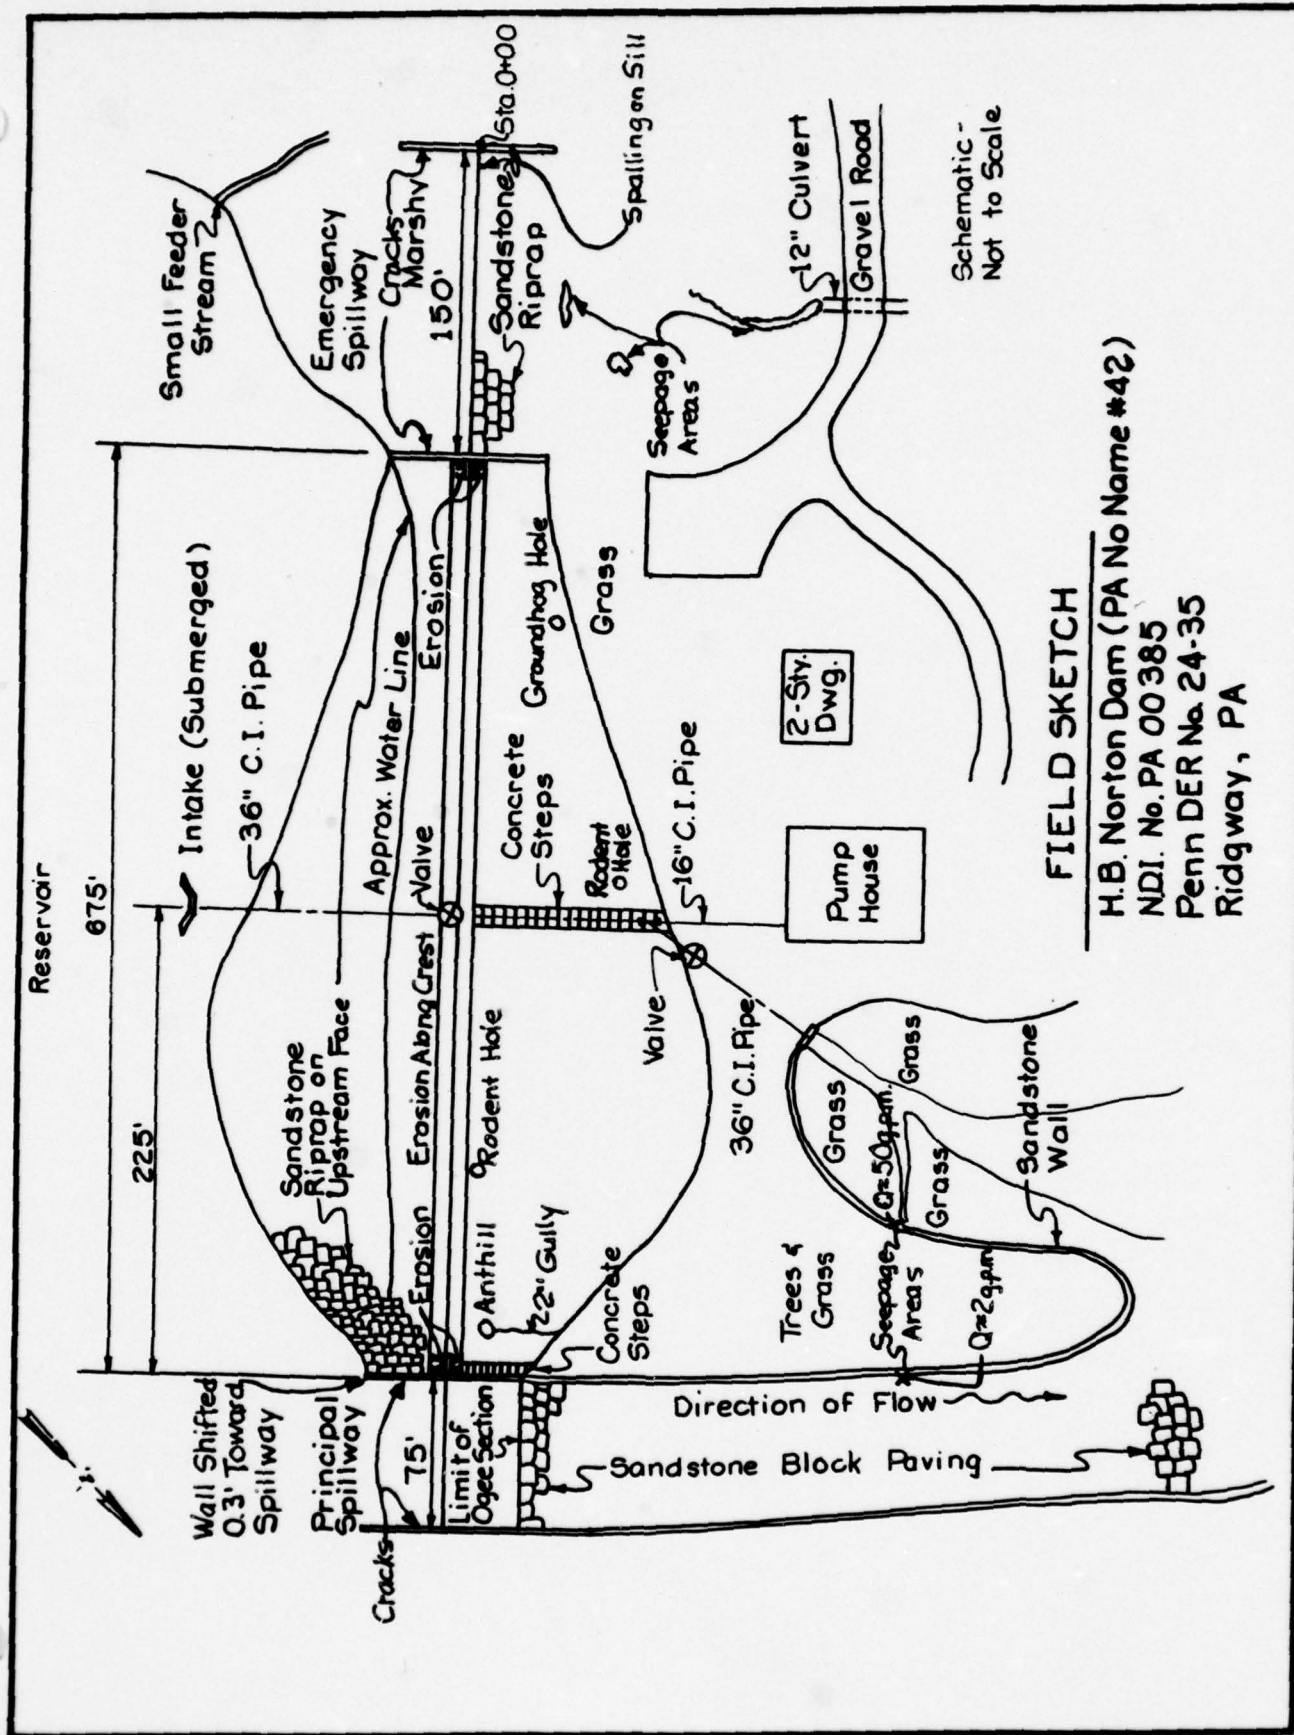 Reservoir
675'
225'
Intake (Submerged)
36" C.I. Pipe
Small Feeder
Stream
Emergency
Spillway
Cracks
Marshy
150'
Sta. 0+00
Sandstone
Riprap
Spalling on Sill
Wall Shifted
0.3' Toward
Spillway
Principal
Spillway
Cracks
75'
Limit of
Ogee Section
Sandstone
Riprap on
Upstream Face
Approx. Water Line
Valve
Erosion
Erosion Along Crest
Erosion
Rodent Hole
Anthill
22" Gully
Concrete
Steps
Concrete
Steps
Rodent
Hole
Groundhog Hole
Grass
Seepage
Areas
12" Culvert
Gravel Road
Valve
16" C.I. Pipe
36" C.I. Pipe
Pump
House
2-Sty.
Dwg.
Trees &
Grass
Grass
Grass
Grass
Seepage
Areas
Q≈50g.p.m.
Q≈2g.p.m.
Sandstone
Wall
Direction of Flow
Sandstone Block Paving
Schematic-
Not to Scale
FIELD SKETCH
H.B. Norton Dam (PA No Name #42)
N.D.I. No. PA 00385
Penn DER No. 24-35
Ridgway, PA